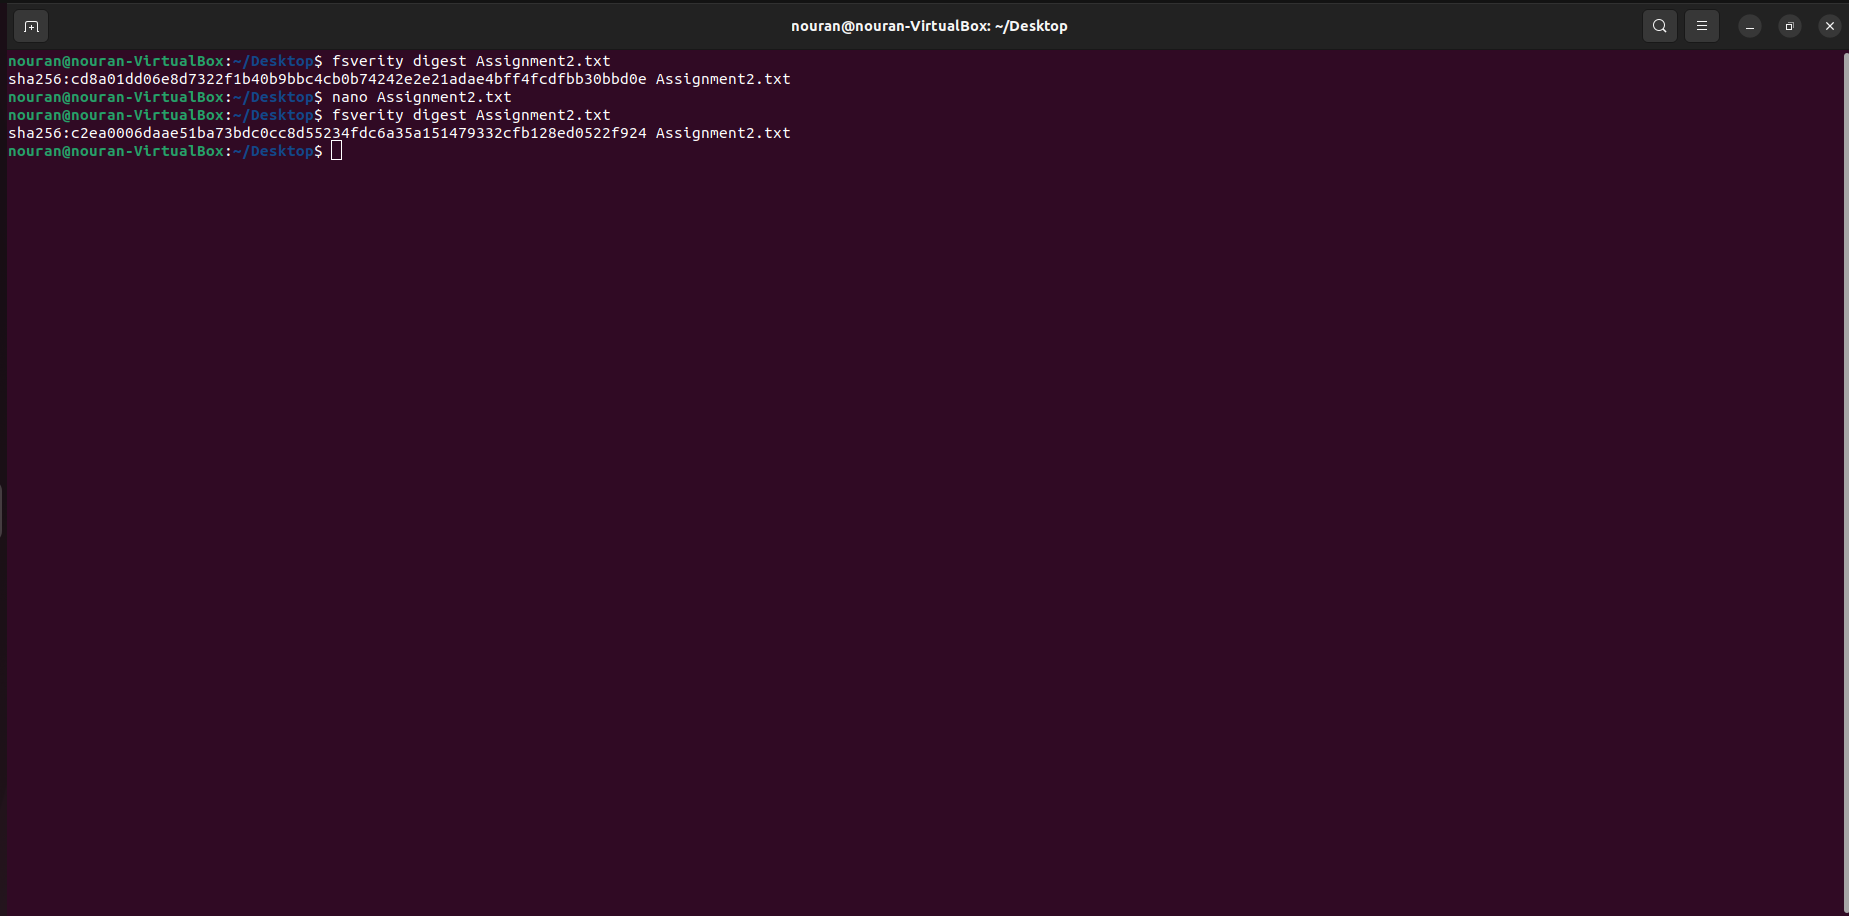 nouran@nouran-VirtualBox: ~/Desktop
nouran@nouran-VirtualBox:~/Desktop$ fsverity digest Assignment2.txt
sha256:cd8a01dd06e8d7322f1b40b9bbc4cb0b74242e2e21adae4bff4fcdfbb30bbd0e Assignment2.txt
nouran@nouran-VirtualBox:~/Desktop$ nano Assignment2.txt
nouran@nouran-VirtualBox:~/Desktop$ fsverity digest Assignment2.txt
sha256:c2ea0006daae51ba73bdc0cc8d55234fdc6a35a151479332cfb128ed0522f924 Assignment2.txt
nouran@nouran-VirtualBox:~/Desktop$